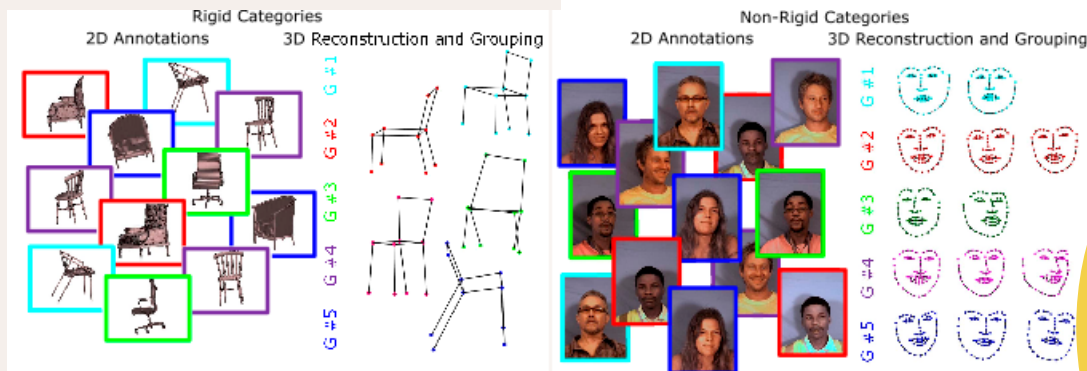 Rigid Categories
2D Annotations
3D Reconstruction and Grouping
G #1
G #2
G #3
G #4
G #5
Non-Rigid Categories
2D Annotations
3D Reconstruction and Grouping
G #1
G #2
G #3
G #4
G #5